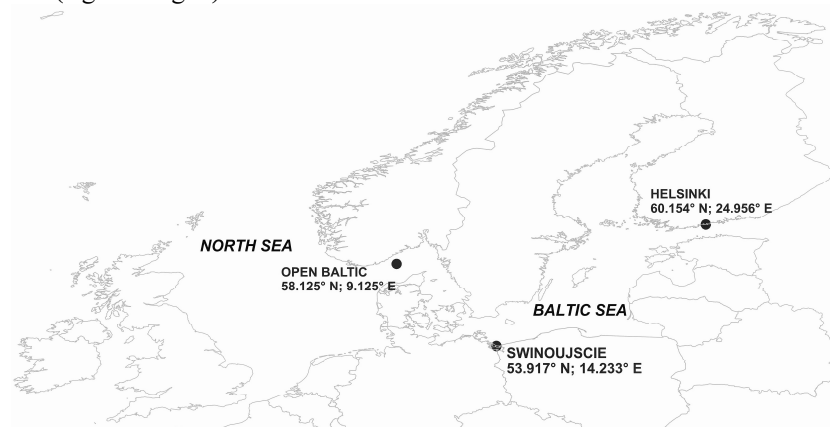 HELSINKI
60.154° N; 24.956° E
NORTH SEA
OPEN BALTIC
58.125° N; 9.125° E
BALTIC SEA
SWINOUJSCIE
53.917° N; 14.233° E